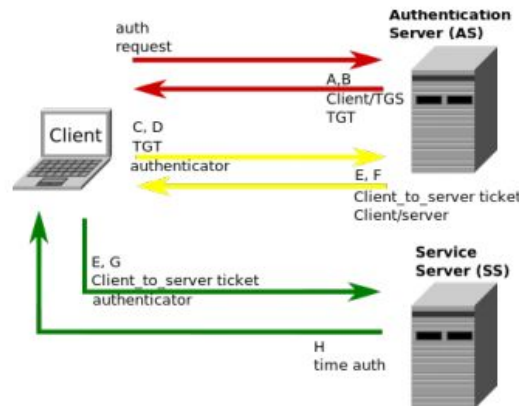 auth
request
Authentication
Server (AS)
A,B
Client/TGS
TGT
Client
C, D
TGT
authenticator
E, F
Client_to_server ticket
Client/server
Service
Server (SS)
E, G
Client_to_server ticket
authenticator
H
time auth